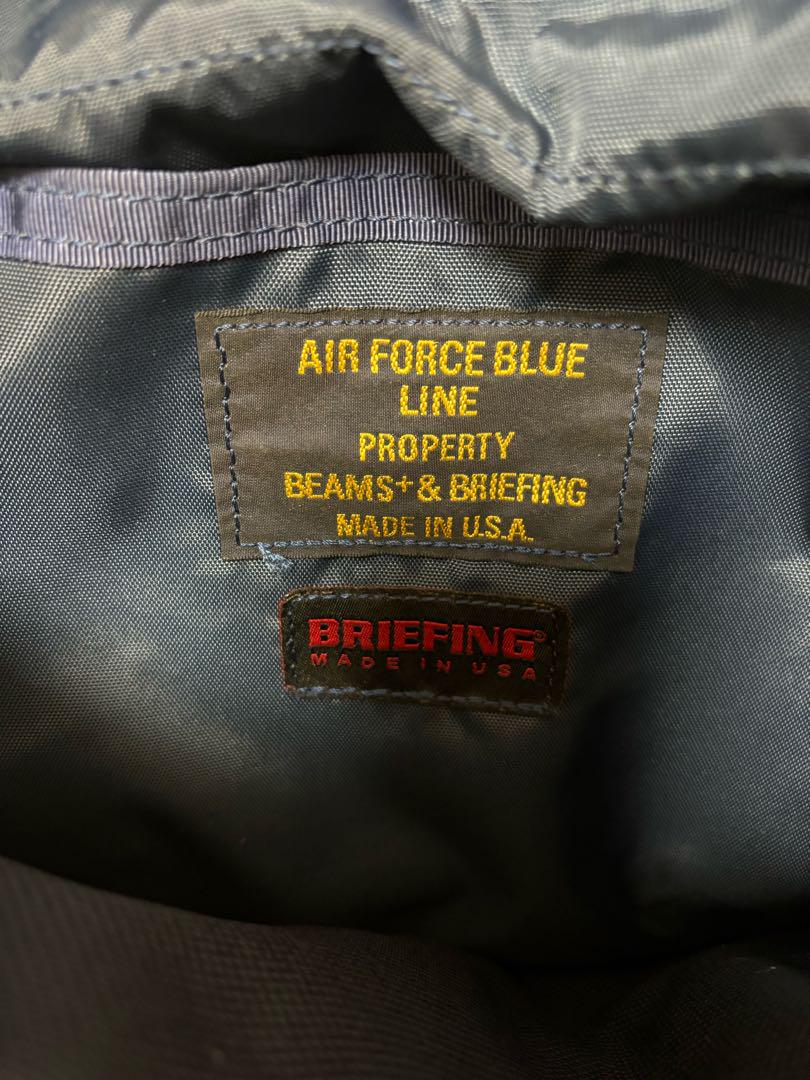 AIR FORCE BLUE
LINE
PROPERTY
BEAMS+ & BRIEFING
MADE IN U.S.A.
BRIEFING®
MADE IN USA